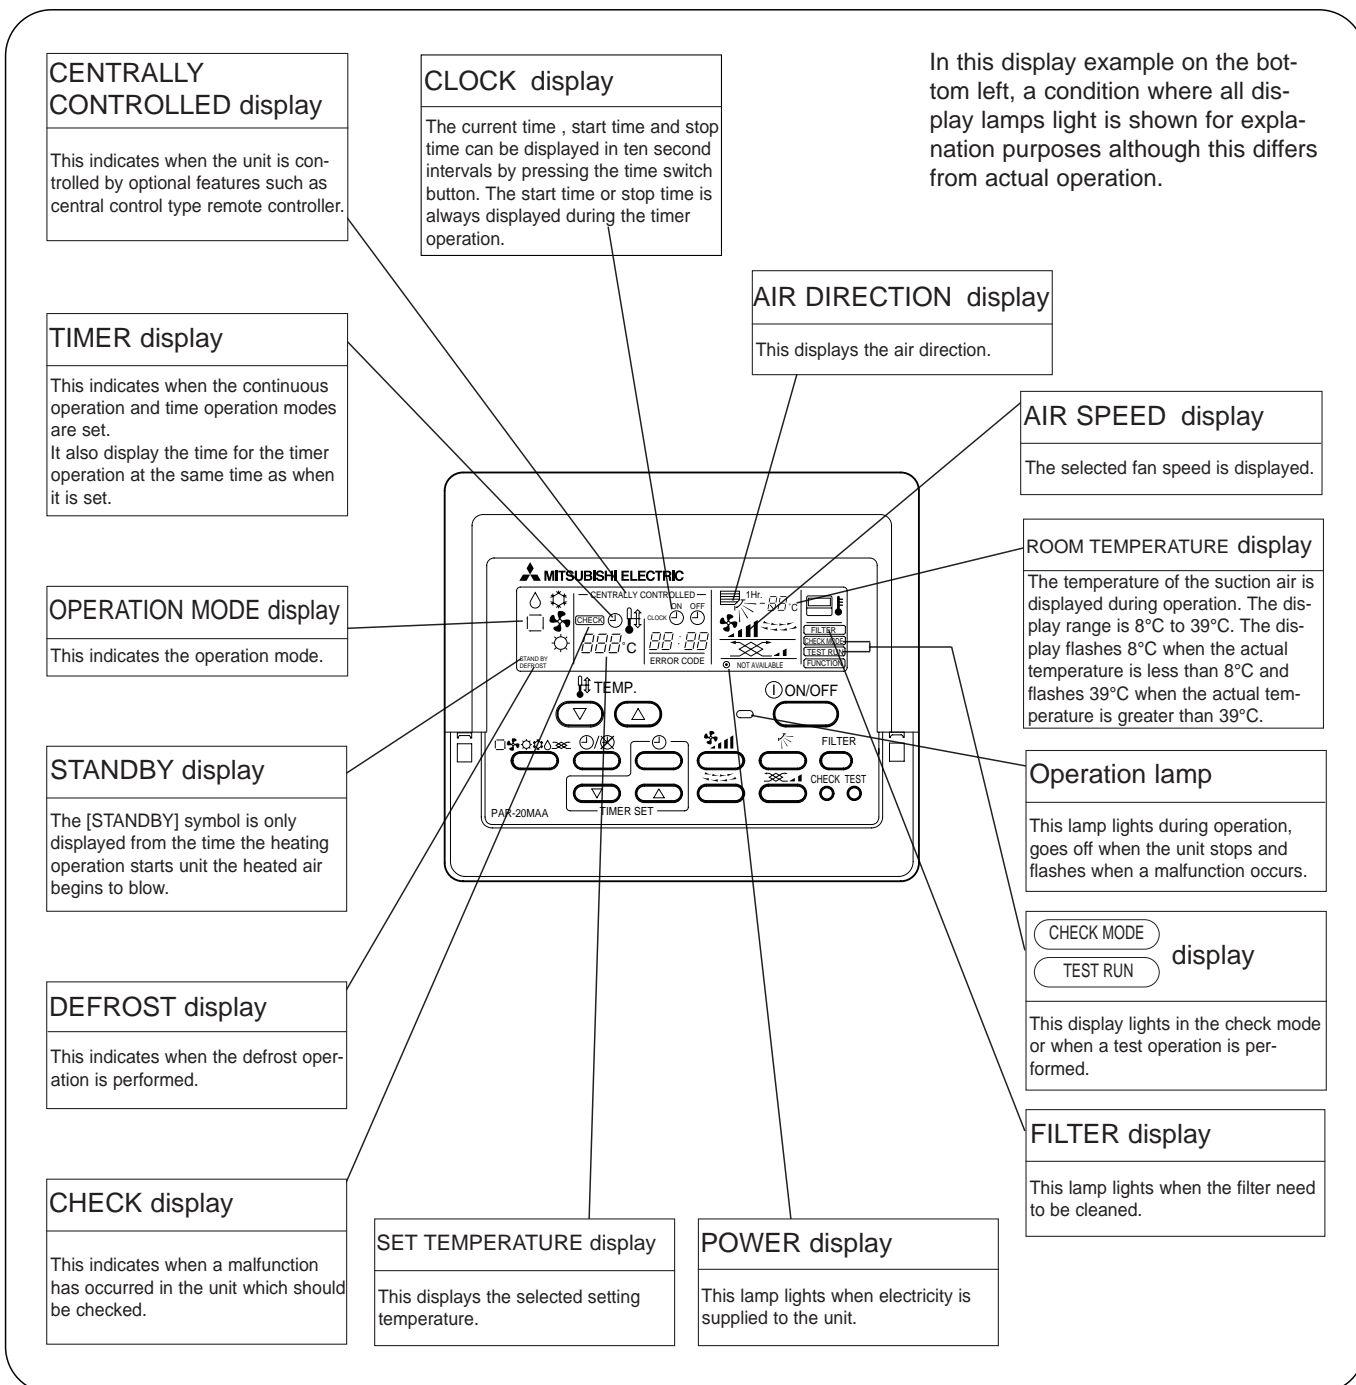 CENTRALLY
CONTROLLED display
This indicates when the unit is con-
trolled by optional features such as
central control type remote controller.
CLOCK display
The current time , start time and stop
time can be displayed in ten second
intervals by pressing the time switch
button. The start time or stop time is
always displayed during the timer
operation.
In this display example on the bot-
tom left, a condition where all dis-
play lamps light is shown for expla-
nation purposes although this differs
from actual operation.
TIMER display
This indicates when the continuous
operation and time operation modes
are set.
It also display the time for the timer
operation at the same time as when
it is set.
AIR DIRECTION display
This displays the air direction.
AIR SPEED display
The selected fan speed is displayed.
OPERATION MODE display
This indicates the operation mode.
ROOM TEMPERATURE display
The temperature of the suction air is
displayed during operation. The dis-
play range is 8°C to 39°C. The di-
splay flashes 8°C when the actual
temperature is less than 8°C and
flashes 39°C when the actual tem-
perature is greater than 39°C.
MITSUBISHI ELECTRIC
CENTRALLY CONTROLLED
1Hr.
ON OFF
CLOCK
88°C
CHECK
FILTER
CHECK MODE
TEST RUN
FUNCTION
888°C
88:88
ERROR CODE
STAND BY
DEFROST
NOT AVAILABLE
TEMP.
ON/OFF
FILTER
CHECK TEST
PAR-20MAA
TIMER SET
STANDBY display
The [STANDBY] symbol is only
displayed from the time the heating
operation starts unit the heated air
begins to blow.
Operation lamp
This lamp lights during operation,
goes off when the unit stops and
flashes when a malfunction occurs.
CHECK MODE
TEST RUN
display
This display lights in the check mode
or when a test operation is per-
formed.
DEFROST display
This indicates when the defrost oper-
ation is performed.
FILTER display
This lamp lights when the filter need
to be cleaned.
CHECK display
This indicates when a malfunction
has occurred in the unit which should
be checked.
SET TEMPERATURE display
This displays the selected setting
temperature.
POWER display
This lamp lights when electricity is
supplied to the unit.